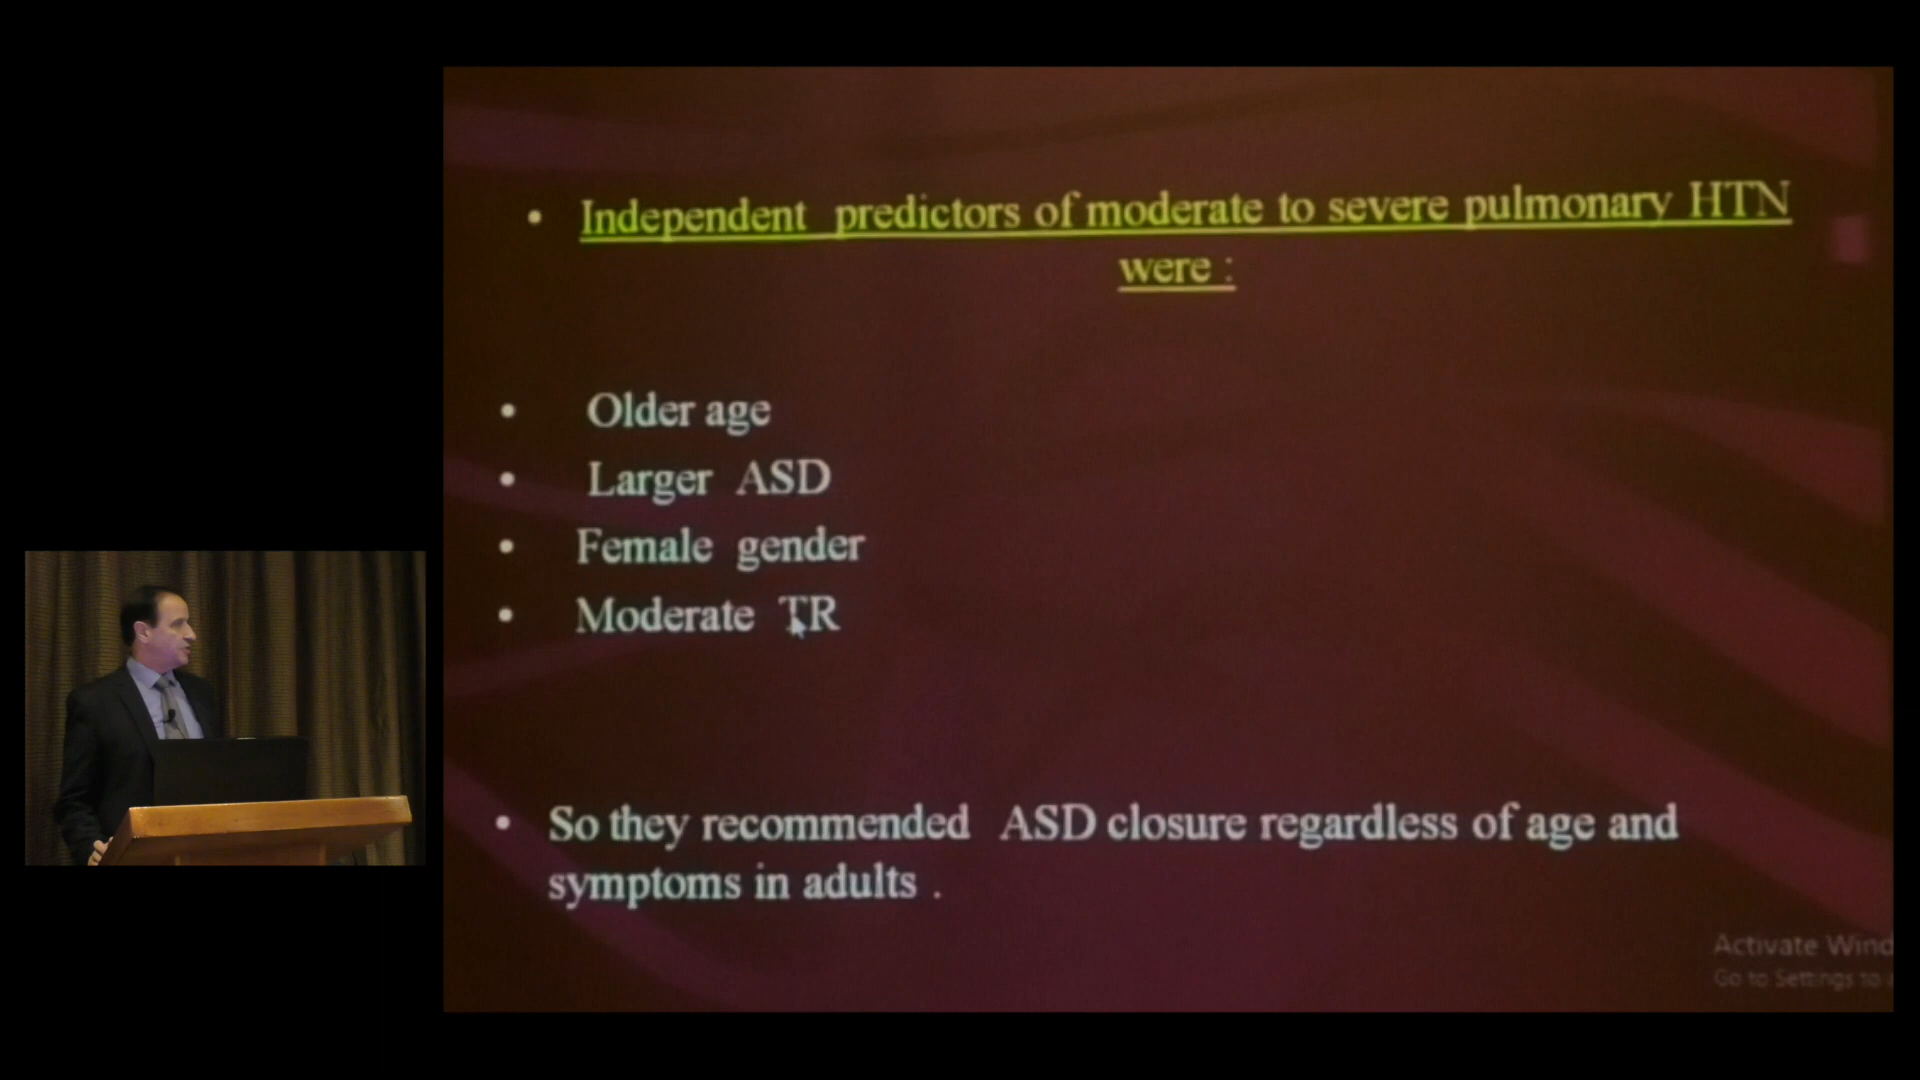 • Independent predictors of moderate to severe pulmonary HTN
were :
• Older age
• Larger ASD
• Female gender
• Moderate TR
• So they recommended ASD closure regardless of age and
symptoms in adults .
Activate Wind
Go to Settings to